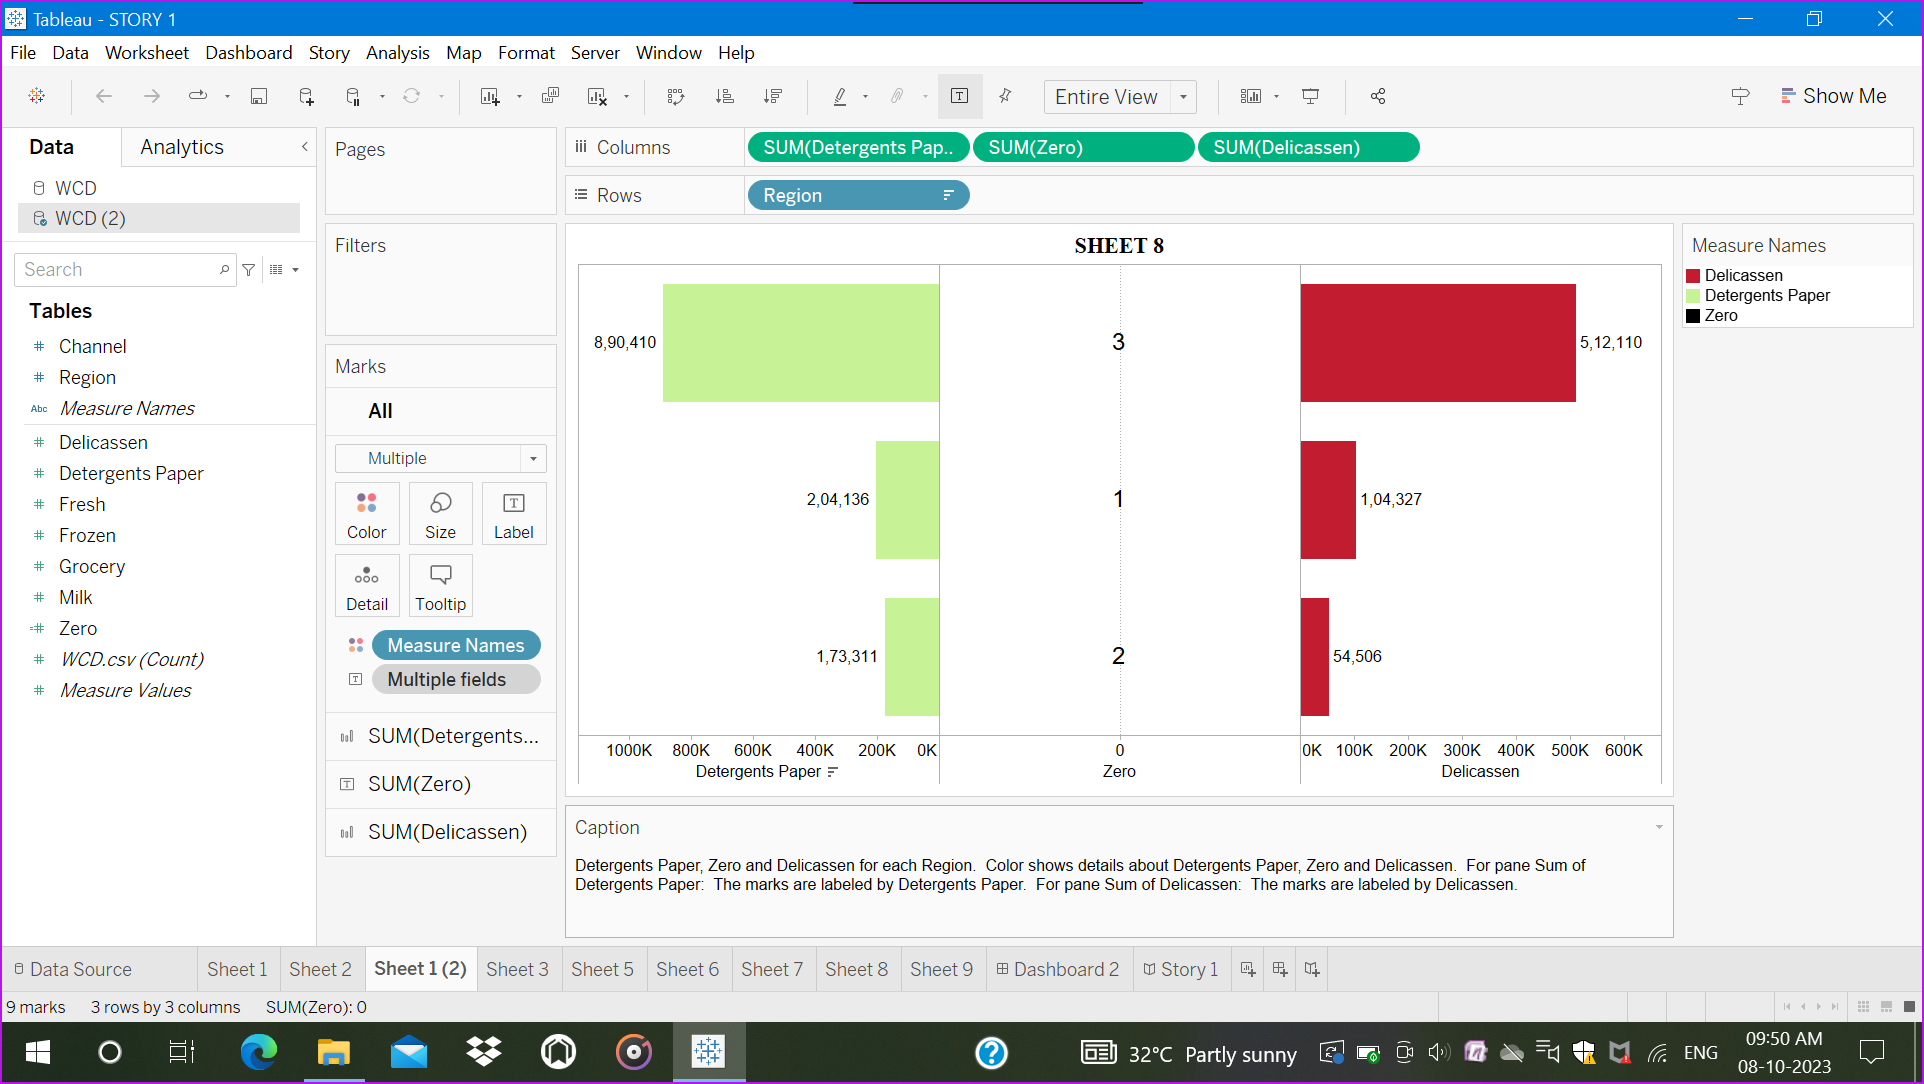 Tableau - STORY 1
File Data Worksheet Dashboard Story Analysis Map Format Server Window Help
Entire View
Show Me
Data
Analytics
WCD
WCD (2)
Search
Tables
Channel
Region
Abc Measure Names
Delicassen
Detergents Paper
Fresh
Frozen
Grocery
Milk
Zero
WCD.csv (Count)
Measure Values
Pages
Filters
Marks
All
Multiple
Color Size Label
Detail Tooltip
Measure Names
Multiple fields
SUM(Detergents...
SUM(Zero)
SUM(Delicassen)
Columns SUM(Detergents Pap.. SUM(Zero) SUM(Delicassen)
Rows Region
SHEET 8
8,90,410 3 5,12,110
2,04,136 1 1,04,327
1,73,311 2 54,506
1000K 800K 600K 400K 200K 0K 0 0K 100K 200K 300K 400K 500K 600K
Detergents Paper Zero Delicassen
Measure Names
Delicassen
Detergents Paper
Zero
Caption
Detergents Paper, Zero and Delicassen for each Region. Color shows details about Detergents Paper, Zero and Delicassen. For pane Sum of
Detergents Paper: The marks are labeled by Detergents Paper. For pane Sum of Delicassen: The marks are labeled by Delicassen.
Data Source Sheet 1 Sheet 2 Sheet 1 (2) Sheet 3 Sheet 5 Sheet 6 Sheet 7 Sheet 8 Sheet 9 Dashboard 2 Story 1
9 marks 3 rows by 3 columns SUM(Zero): 0
32°C Partly sunny
ENG
09:50 AM
08-10-2023